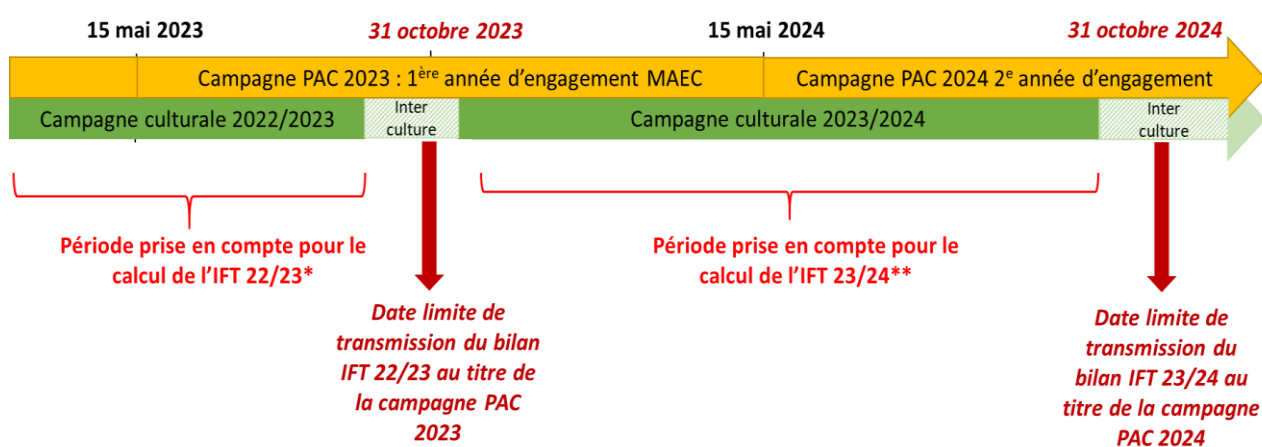 15 mai 2023
31 octobre 2023
15 mai 2024
31 octobre 2024
Campagne PAC 2023 : 1ère année d’engagement MAEC
Campagne PAC 2024 2e année d’engagement
Campagne culturale 2022/2023
Inter
culture
Campagne culturale 2023/2024
Inter
culture
Période prise en compte pour le
calcul de l’IFT 22/23*
Période prise en compte pour le
calcul de l’IFT 23/24**
Date limite de
transmission du bilan
IFT 22/23 au titre de
la campagne PAC
2023
Date limite de
transmission du
bilan IFT 23/24 au
titre de la campagne
PAC 2024